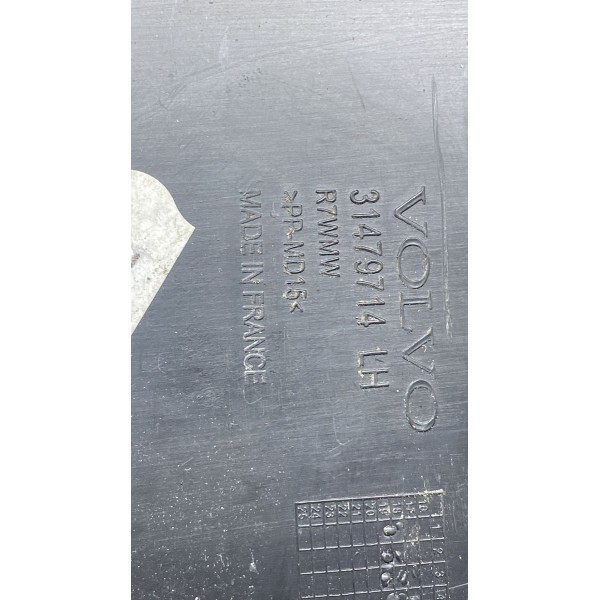 VOLVO
31479714 LH
R7WMW
>PP-MD15<
MADE IN FRANCE